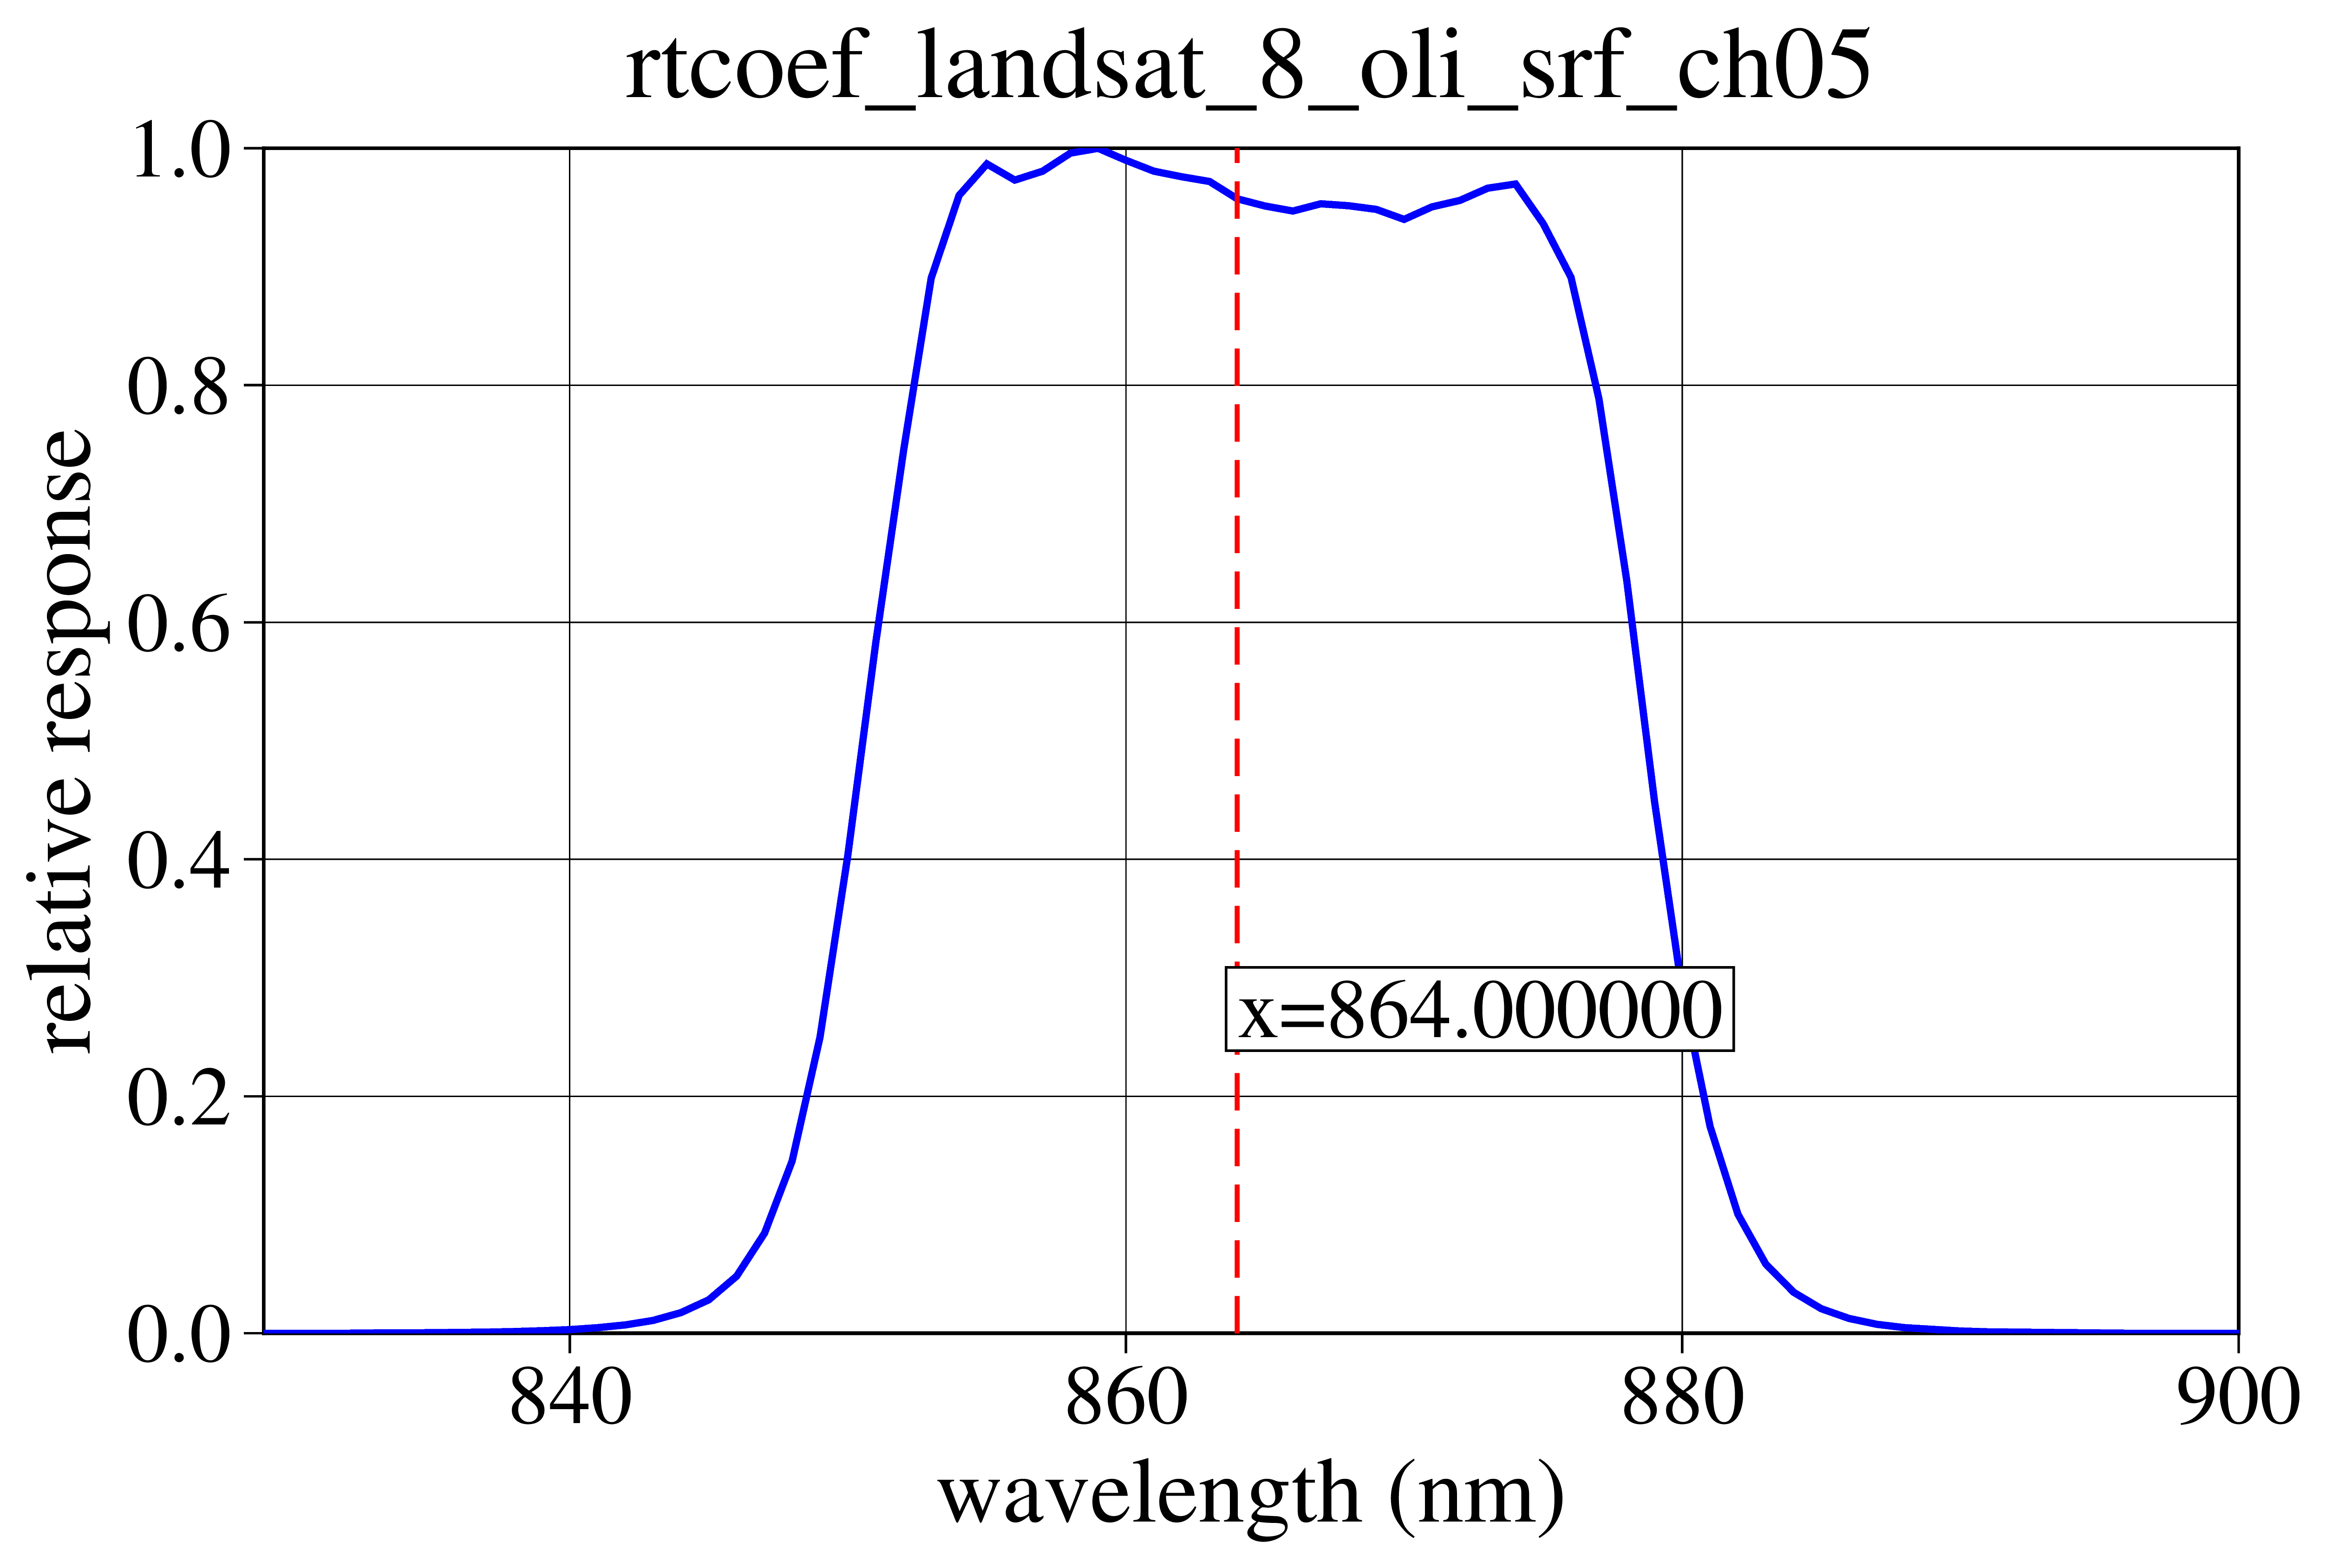 rtcoef_landsat_8_oli_srf_ch05
1.0
0.8
0.6
0.4
0.2
0.0
relative response
x=864.000000
840 860 880 900
wavelength (nm)